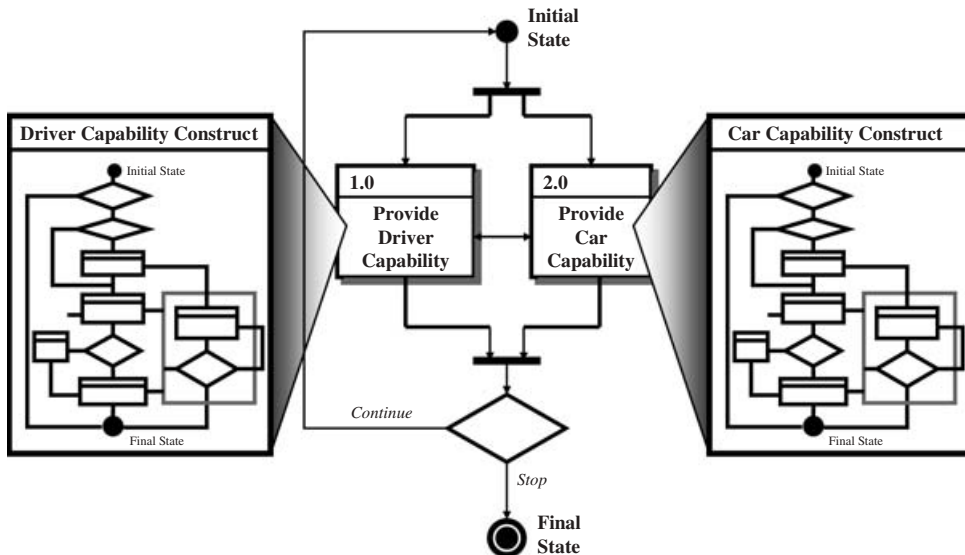 Initial
State
Driver Capability Construct
Initial State
Final State
1.0
Provide
Driver
Capability
2.0
Provide
Car
Capability
Car Capability Construct
Initial State
Final State
Continue
Stop
Final
State